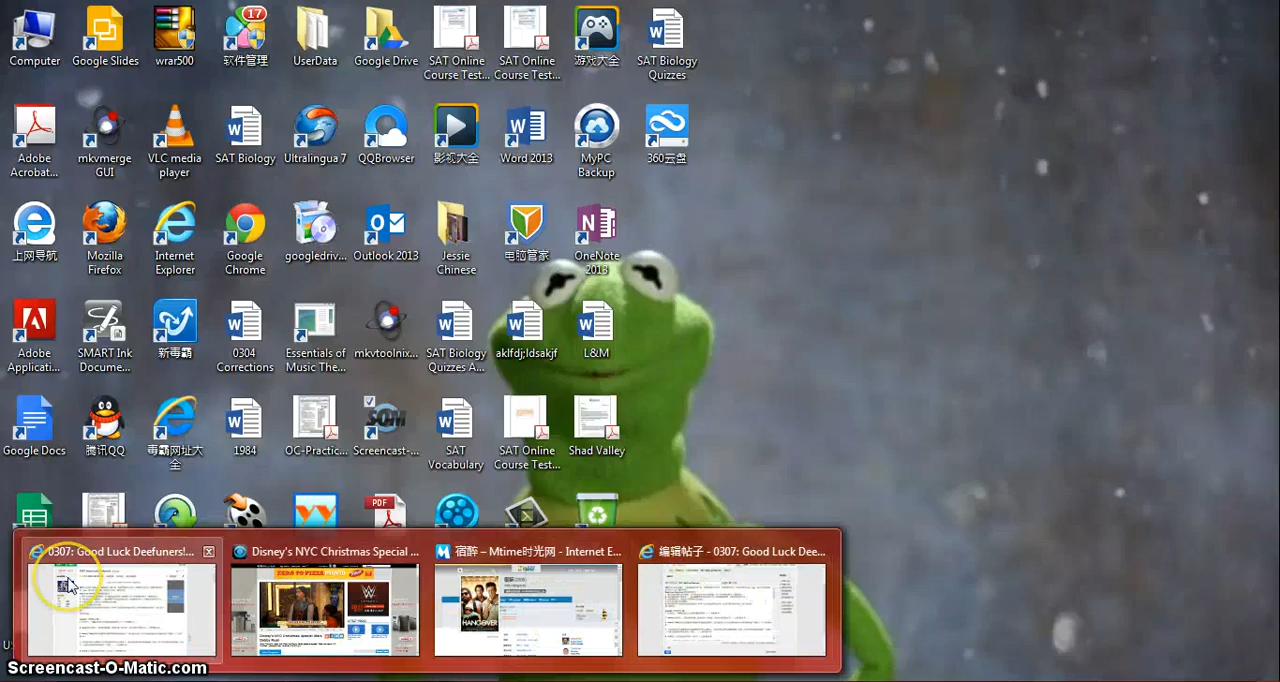 17
Computer
Google Slides
wrar500
软件管理
UserData
Google Drive
SAT Online
Course Test...
SAT Online
Course Test...
游戏大全
SAT Biology
Quizzes
Adobe
Acrobat...
mkvmerge
GUI
VLC media
player
SAT Biology
Ultralingua 7
QQBrowser
影视大全
Word 2013
MyPC
Backup
360云盘
上网导航
Mozilla
Firefox
Internet
Explorer
Google
Chrome
googledriv...
Outlook 2013
Jessie
Chinese
电脑管家
OneNote
2013
Adobe
Applicati...
SMART Ink
Docume...
新毒霸
0304
Corrections
Essentials of
Music The...
mkvtoolnix...
SAT Biology
Quizzes A...
aklfdj;ldsakjf
L&M
Google Docs
腾讯QQ
毒霸网址大
全
1984
OC-Practic...
SOM
Screencast-...
SAT
Vocabulary
SAT Online
Course Test...
Shad Valley
PDF
0307: Good Luck Deefuners!...
Disney's NYC Christmas Special ...
宿醉 – Mtime时光网 - Internet E...
编辑帖子 - 0307: Good Luck Dee...
HANGOVER
Screencast-O-Matic.com